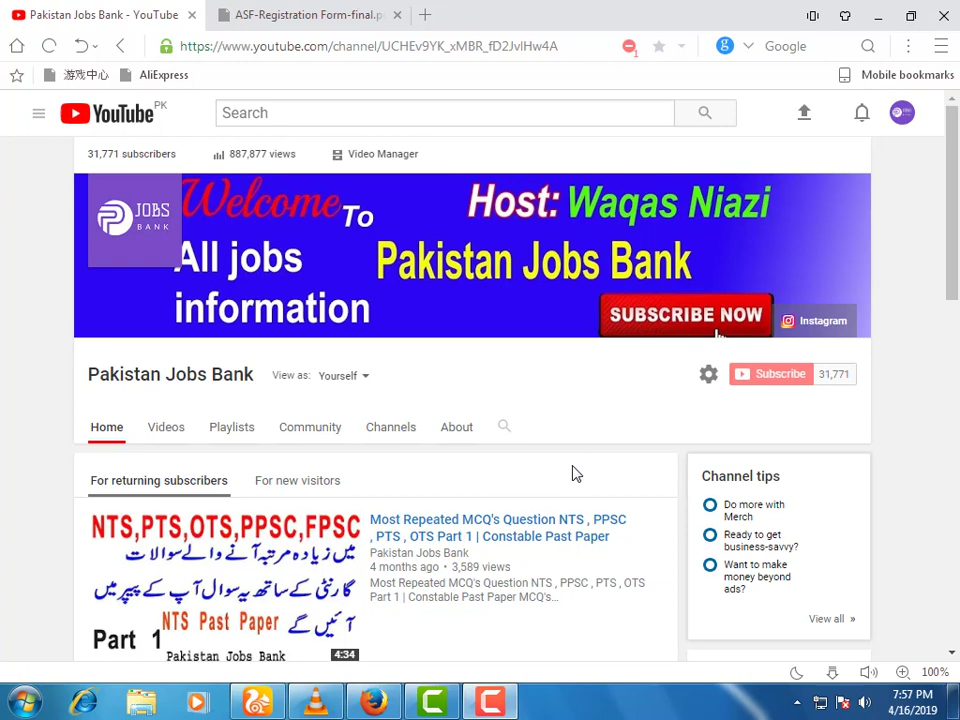 Pakistan Jobs Bank - YouTube
ASF-Registration Form-final.p
https://www.youtube.com/channel/UCHEv9YK_xMBR_fD2JvlHw4A
1
g
Google
游戏中心
AliExpress
Mobile bookmarks
YouTube PK
Search
31,771 subscribers
887,877 views
Video Manager
JOBS
BANK
Welcome To
All jobs
information
Host: Waqas Niazi
Pakistan Jobs Bank
SUBSCRIBE NOW
Instagram
Pakistan Jobs Bank
View as: Yourself
Subscribe 31,771
Home
Videos
Playlists
Community
Channels
About
For returning subscribers
For new visitors
NTS,PTS,OTS,PPSC,FPSC
میں زیادہ مرتبہ آنے والے سوالات
گارنٹی کے ساتھ یہ سوال آپ کے پیپر میں
NTS Past Paper آئیں گے
Part 1
Pakistan Jobs Bank
4:34
Most Repeated MCQ's Question NTS , PPSC
, PTS , OTS Part 1 | Constable Past Paper
Pakistan Jobs Bank
4 months ago • 3,589 views
Most Repeated MCQ's Question NTS , PPSC , PTS , OTS
Part 1 | Constable Past Paper MCQ's...
Channel tips
Do more with
Merch
Ready to get
business-savvy?
Want to make
money beyond
ads?
View all »
100%
7:57 PM
4/16/2019